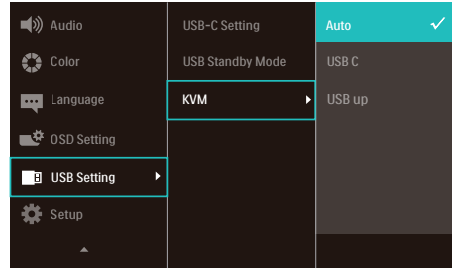 Audio
Color
Language
OSD Setting
USB Setting
Setup
USB-C Setting
USB Standby Mode
KVM
Auto
USB C
USB up